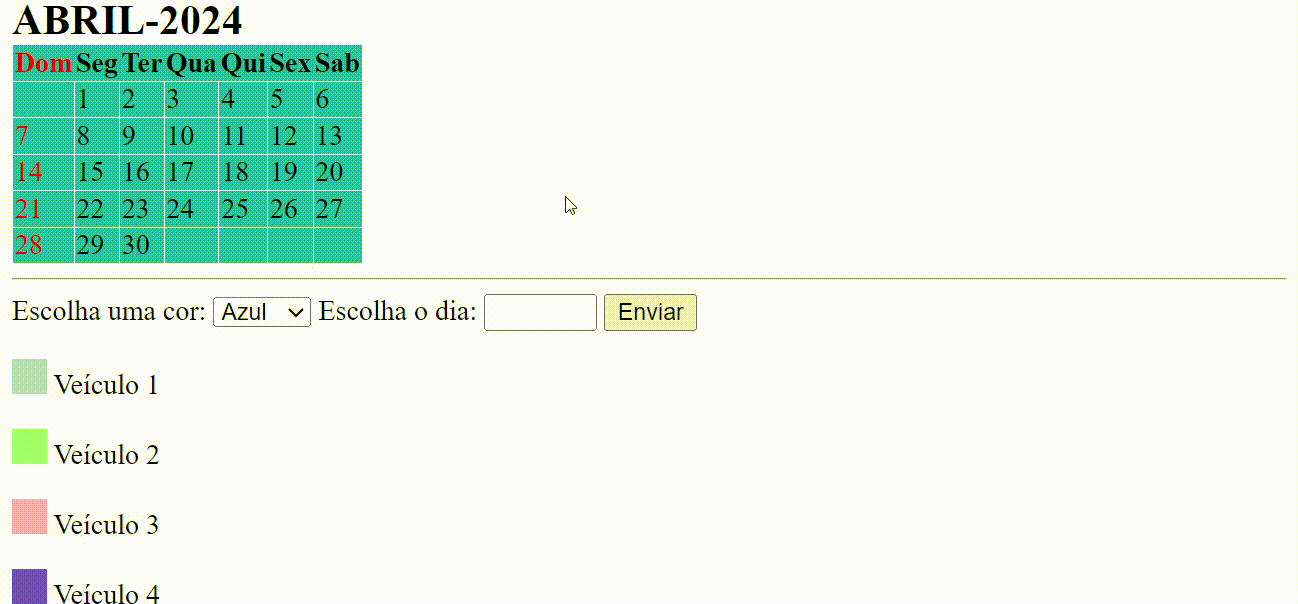 ABRIL-2024
Dom Seg Ter Qua Qui Sex Sab
1 2 3 4 5 6
7 8 9 10 11 12 13
14 15 16 17 18 19 20
21 22 23 24 25 26 27
28 29 30
Escolha uma cor: Azul Escolha o dia: Enviar
Veículo 1
Veículo 2
Veículo 3
Veículo 4